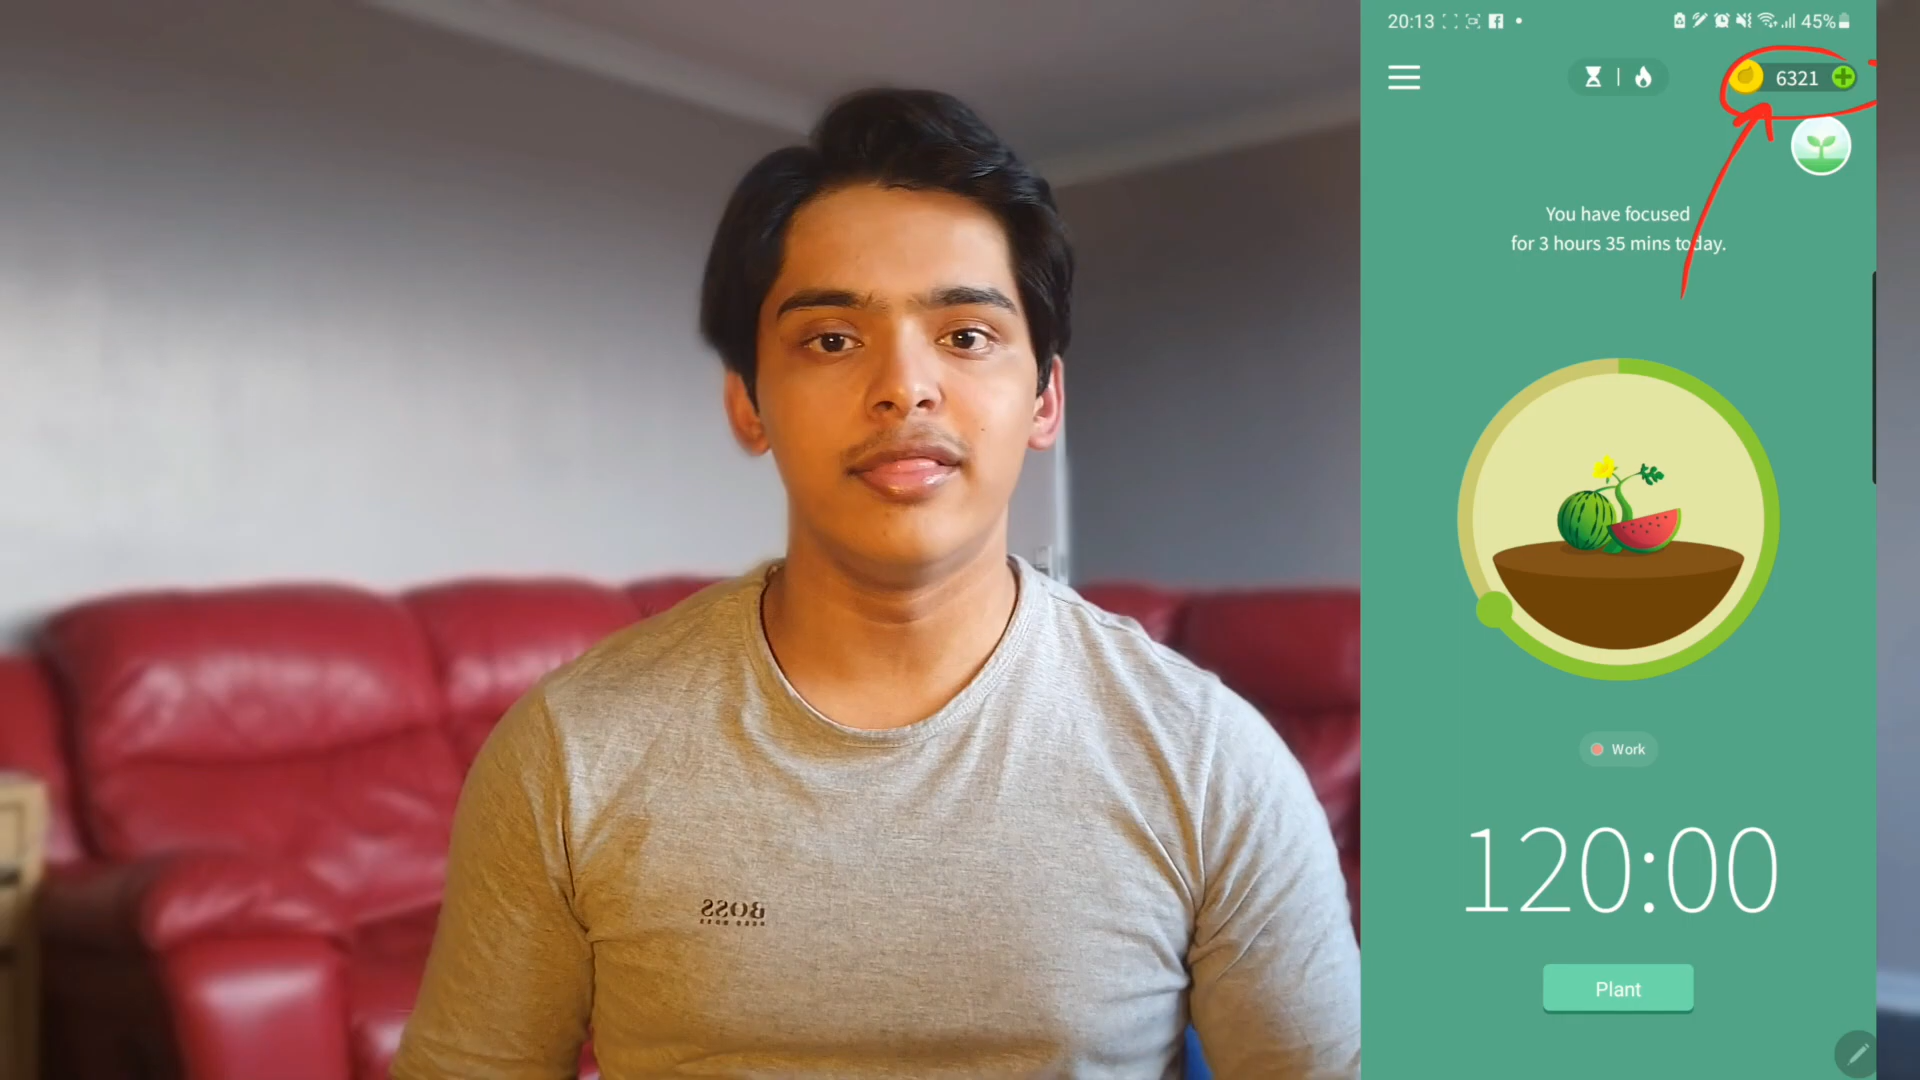 20:13
45%
6321
You have focused
for 3 hours 35 mins today.
Work
120:00
Plant
BOSS